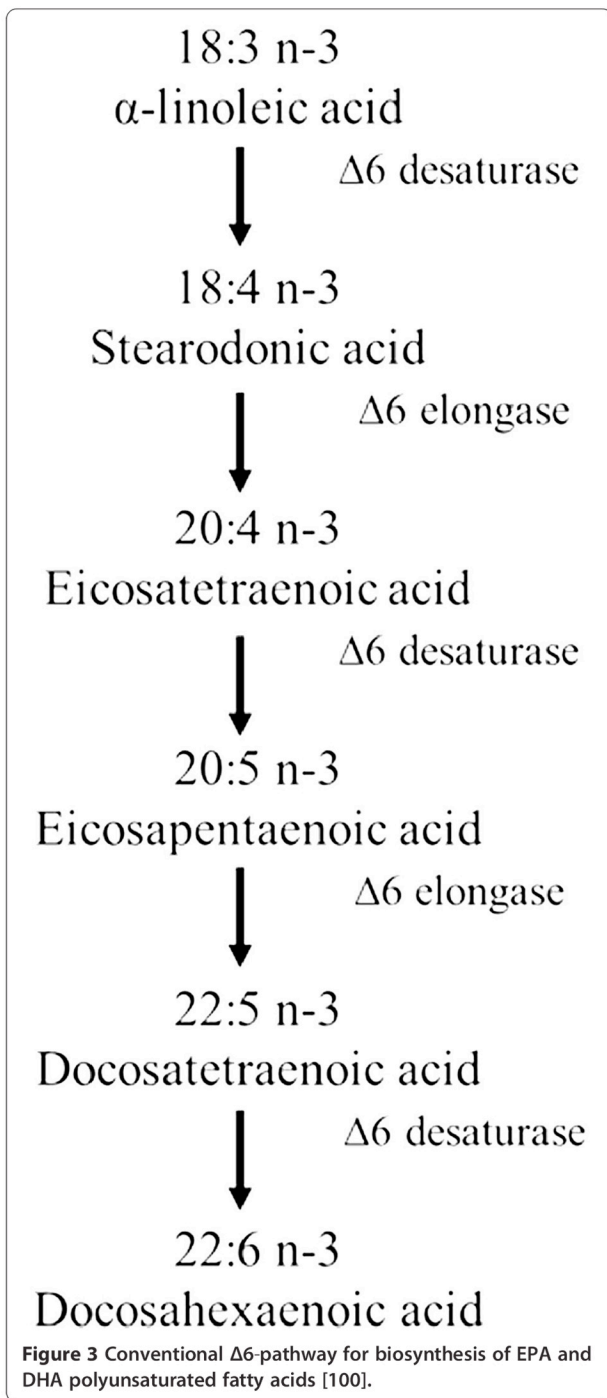 18:3 n-3
α-linoleic acid
Δ6 desaturase
18:4 n-3
Stearodonic acid
Δ6 elongase
20:4 n-3
Eicosatetraenoic acid
Δ6 desaturase
20:5 n-3
Eicosapentaenoic acid
Δ6 elongase
22:5 n-3
Docosatetraenoic acid
Δ6 desaturase
22:6 n-3
Docosahexaenoic acid
Figure 3 Conventional Δ6-pathway for biosynthesis of EPA and
DHA polyunsaturated fatty acids [100].